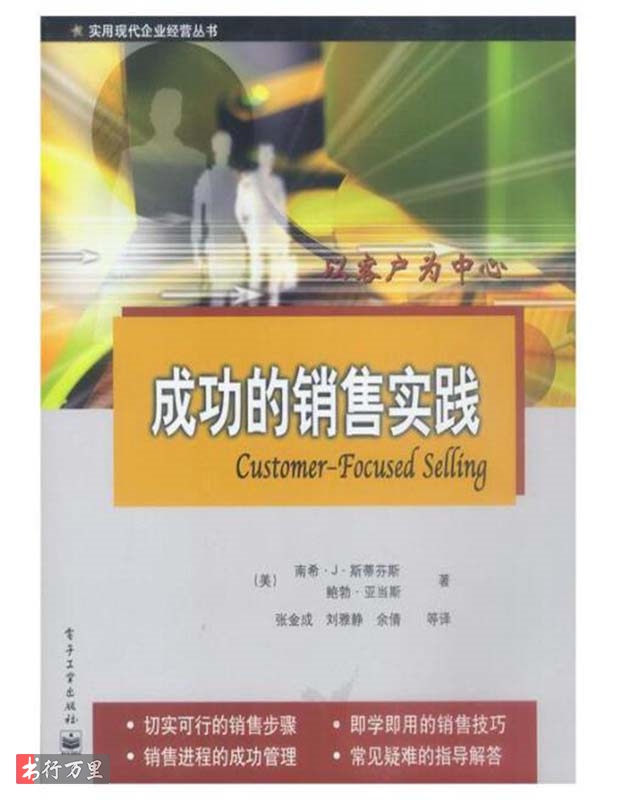 实用现代企业经营丛书
以客户为中心
成功的销售实践
Customer-Focused Selling
(美) 南希·J·斯蒂芬斯
鲍勃·亚当斯 著
张金成 刘雅静 余倩 等译
电子工业出版社
· 切实可行的销售步骤 · 即学即用的销售技巧
· 销售进程的成功管理 · 常见疑难的指导解答
书行万里